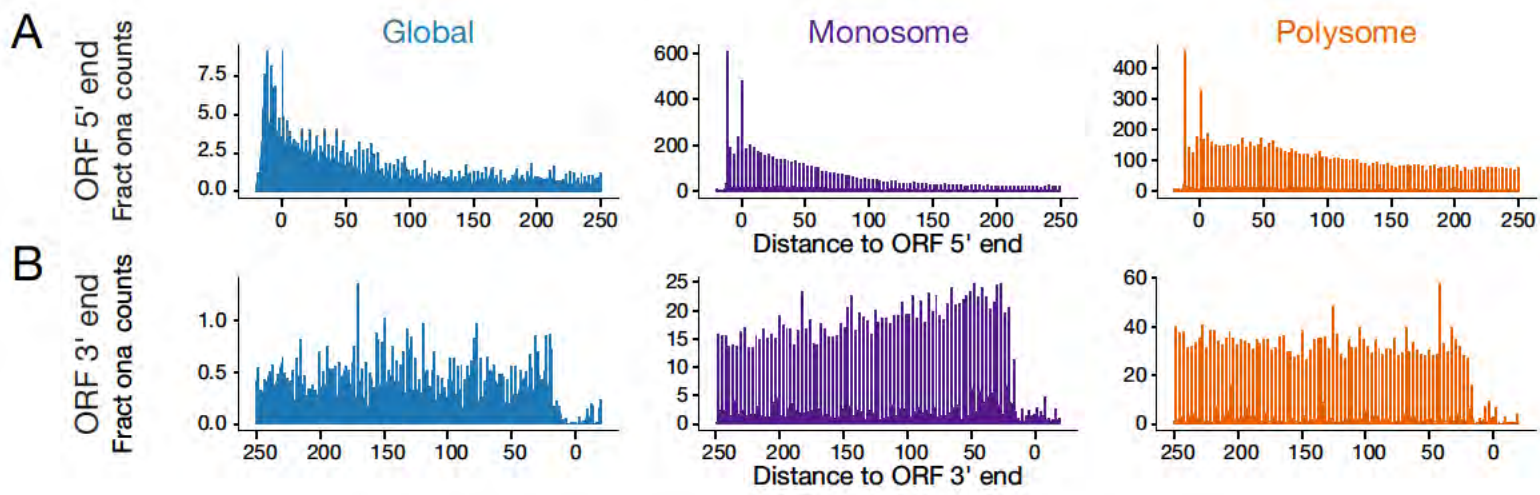 A
Global
Monosome
Polysome
ORF 5' end
Fract ona counts
7.5
5.0
2.5
0.0
600
400
200
0
400
300
200
100
0
0 50 100 150 200 250
0 50 100 150 200 250
0 50 100 150 200 250
Distance to ORF 5' end
B
ORF 3' end
Fract ona counts
1.0
0.5
0.0
25
20
15
10
5
0
60
40
20
0
250 200 150 100 50 0
250 200 150 100 50 0
250 200 150 100 50 0
Distance to ORF 3' end